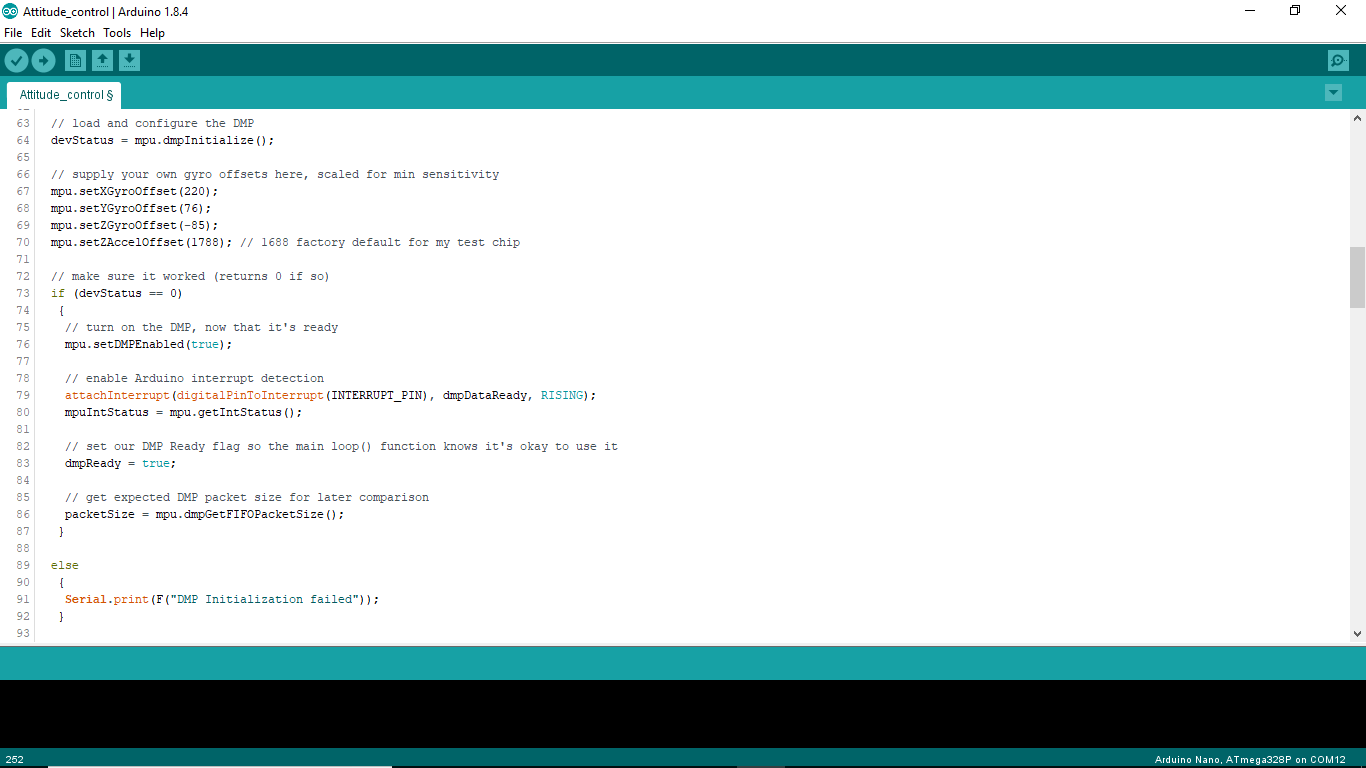 Attitude_control | Arduino 1.8.4
File Edit Sketch Tools Help
Attitude_control §
63 // load and configure the DMP
64 devStatus = mpu.dmpInitialize();
65
66 // supply your own gyro offsets here, scaled for min sensitivity
67 mpu.setXGyroOffset(220);
68 mpu.setYGyroOffset(76);
69 mpu.setZGyroOffset(-85);
70 mpu.setZAccelOffset(1788); // 1688 factory default for my test chip
71
72 // make sure it worked (returns 0 if so)
73 if (devStatus == 0)
74 {
75 // turn on the DMP, now that it's ready
76 mpu.setDMPEnabled(true);
77
78 // enable Arduino interrupt detection
79 attachInterrupt(digitalPinToInterrupt(INTERRUPT_PIN), dmpDataReady, RISING);
80 mpuIntStatus = mpu.getIntStatus();
81
82 // set our DMP Ready flag so the main loop() function knows it's okay to use it
83 dmpReady = true;
84
85 // get expected DMP packet size for later comparison
86 packetSize = mpu.dmpGetFIFOPacketSize();
87 }
88
89 else
90 {
91 Serial.print(F("DMP Initialization failed"));
92 }
93
252
Arduino Nano, ATmega328P on COM12